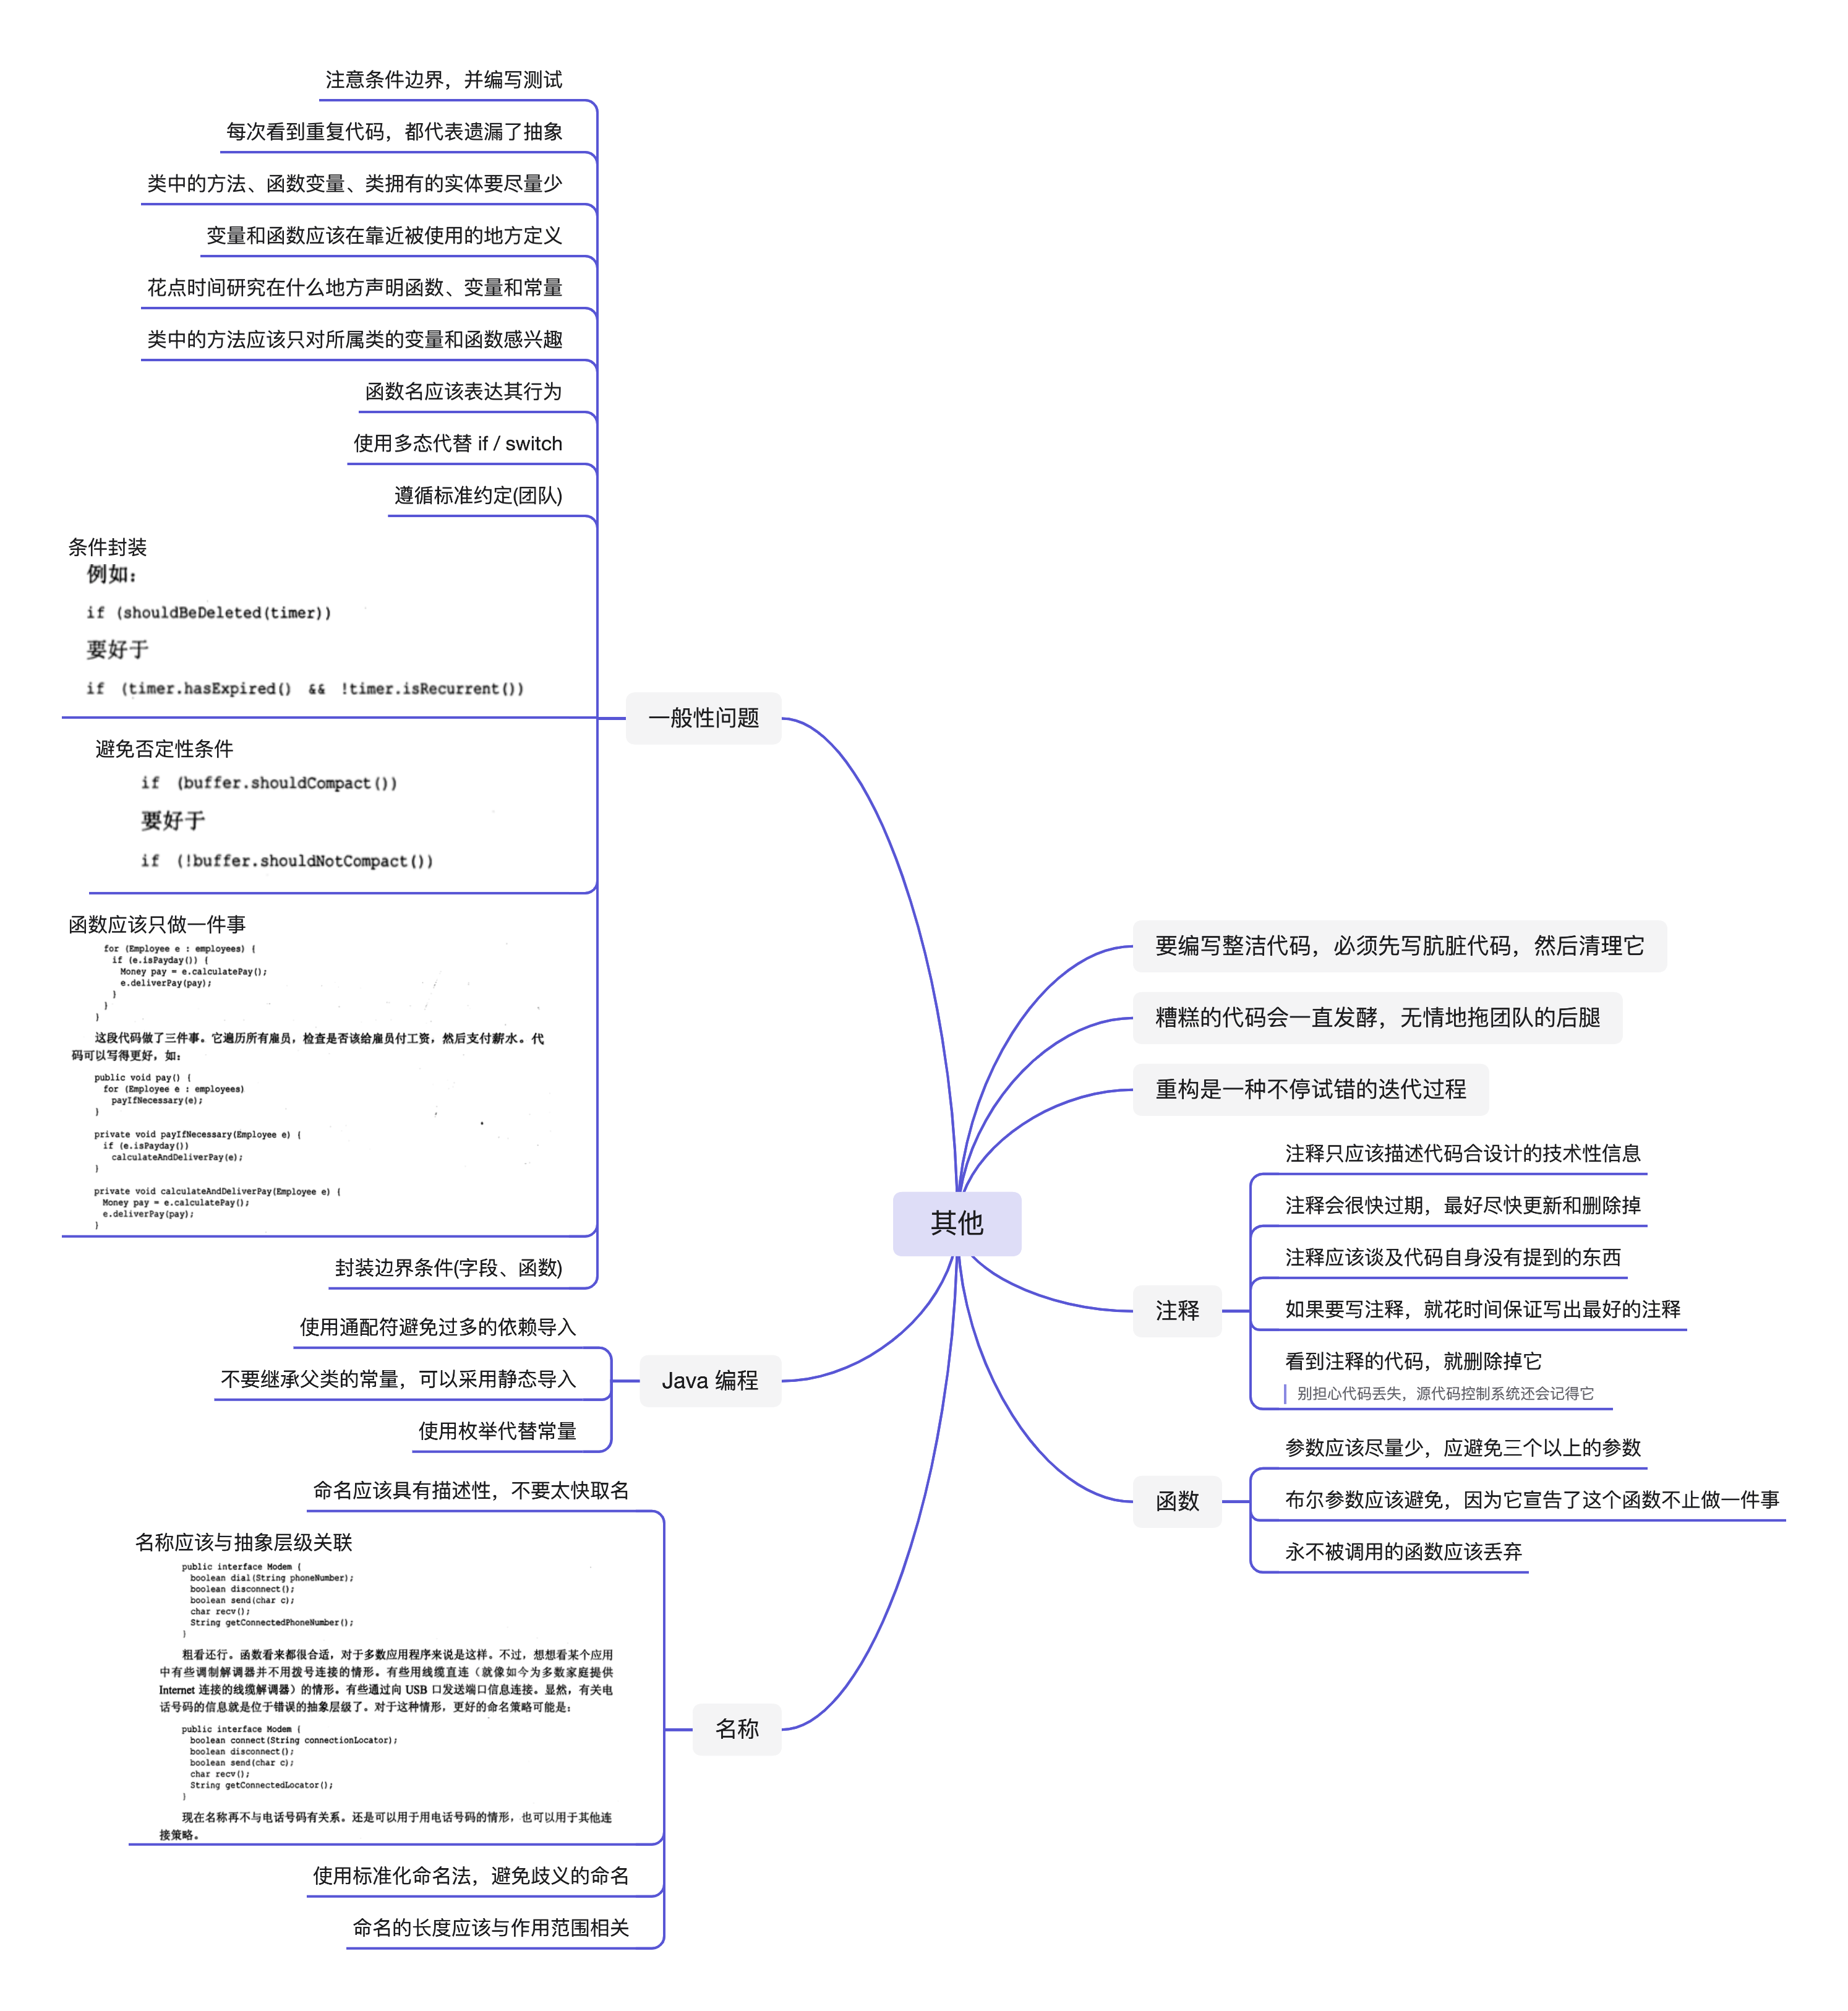 其他
要编写整洁代码，必须先写肮脏代码，然后清理它
糟糕的代码会一直发酵，无情地拖团队的后腿
重构是一种不停试错的迭代过程
注释
注释只应该描述代码合设计的技术性信息
注释会很快过期，最好尽快更新和删除掉
注释应该谈及代码自身没有提到的东西
如果要写注释，就花时间保证写出最好的注释
看到注释的代码，就删除掉它
别担心代码丢失，源代码控制系统还会记得它
函数
参数应该尽量少，应避免三个以上的参数
布尔参数应该避免，因为它宣告了这个函数不止做一件事
永不被调用的函数应该丢弃
一般性问题
注意条件边界，并编写测试
每次看到重复代码，都代表遗漏了抽象
类中的方法、函数变量、类拥有的实体要尽量少
变量和函数应该在靠近被使用的地方定义
花点时间研究在什么地方声明函数、变量和常量
类中的方法应该只对所属类的变量和函数感兴趣
函数名应该表达其行为
使用多态代替 if / switch
遵循标准约定(团队)
条件封装
例如：
if (shouldBeDeleted(timer))
要好于
if (timer.hasExpired() && !timer.isRecurrent())
避免否定性条件
if (buffer.shouldCompact())
要好于
if (!buffer.shouldNotCompact())
函数应该只做一件事
for (Employee e : employees) {
if (e.isPayday()) {
Money pay = e.calculatePay();
e.deliverPay(pay);
}
}
}
这段代码做了三件事。它遍历所有雇员，检查是否该给雇员付工资，然后支付薪水。代
码可以写得更好，如：
public void pay() {
for (Employee e : employees)
payIfNecessary(e);
}
private void payIfNecessary(Employee e) {
if (e.isPayday())
calculateAndDeliverPay(e);
}
private void calculateAndDeliverPay(Employee e) {
Money pay = e.calculatePay();
e.deliverPay(pay);
}
封装边界条件(字段、函数)
Java 编程
使用通配符避免过多的依赖导入
不要继承父类的常量，可以采用静态导入
使用枚举代替常量
名称
命名应该具有描述性，不要太快取名
名称应该与抽象层级关联
public interface Modem {
boolean dial(String phoneNumber);
boolean disconnect();
boolean send(char c);
char recv();
String getConnectedPhoneNumber();
}
粗看还行。函数看来都很合适，对于多数应用程序来说是这样。不过，想想看某个应用
中有些调制解调器并不用拨号连接的情形。有些用线缆直连（就像如今为多数家庭提供
Internet 连接的线缆解调器）的情形。有些通过向 USB 口发送端口信息连接。显然，有关电
话号码的信息就是位于错误的抽象层级了。对于这种情形，更好的命名策略可能是：
public interface Modem {
boolean connect(String connectionLocator);
boolean disconnect();
boolean send(char c);
char recv();
String getConnectedLocator();
}
现在名称再不与电话号码有关系。还是可以用于用电话号码的情形，也可以用于其他连
接策略。
使用标准化命名法，避免歧义的命名
命名的长度应该与作用范围相关